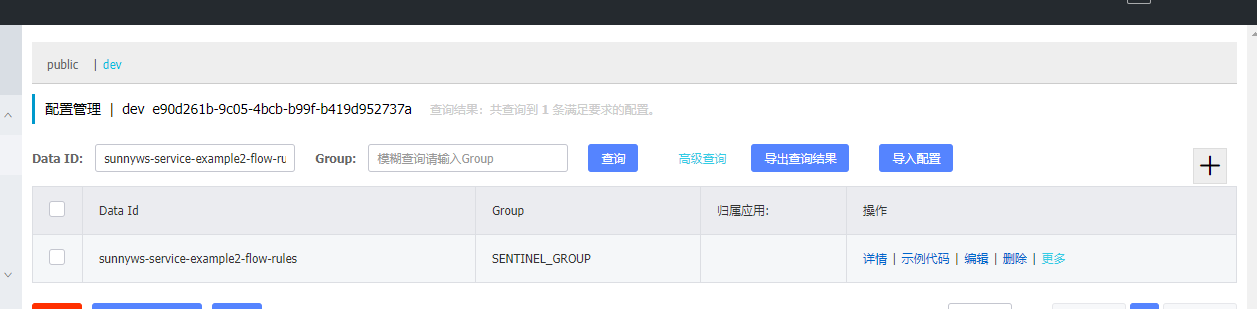 public | dev
配置管理 | dev e90d261b-9c05-4bcb-b99f-b419d952737a 查询结果：共查询到 1 条满足要求的配置。
Data ID: sunnyws-service-example2-flow-ru Group: 模糊查询请输入Group 查询 高级查询 导出查询结果 导入配置
Data Id Group 归属应用: 操作
sunnyws-service-example2-flow-rules SENTINEL_GROUP 详情 | 示例代码 | 编辑 | 删除 | 更多